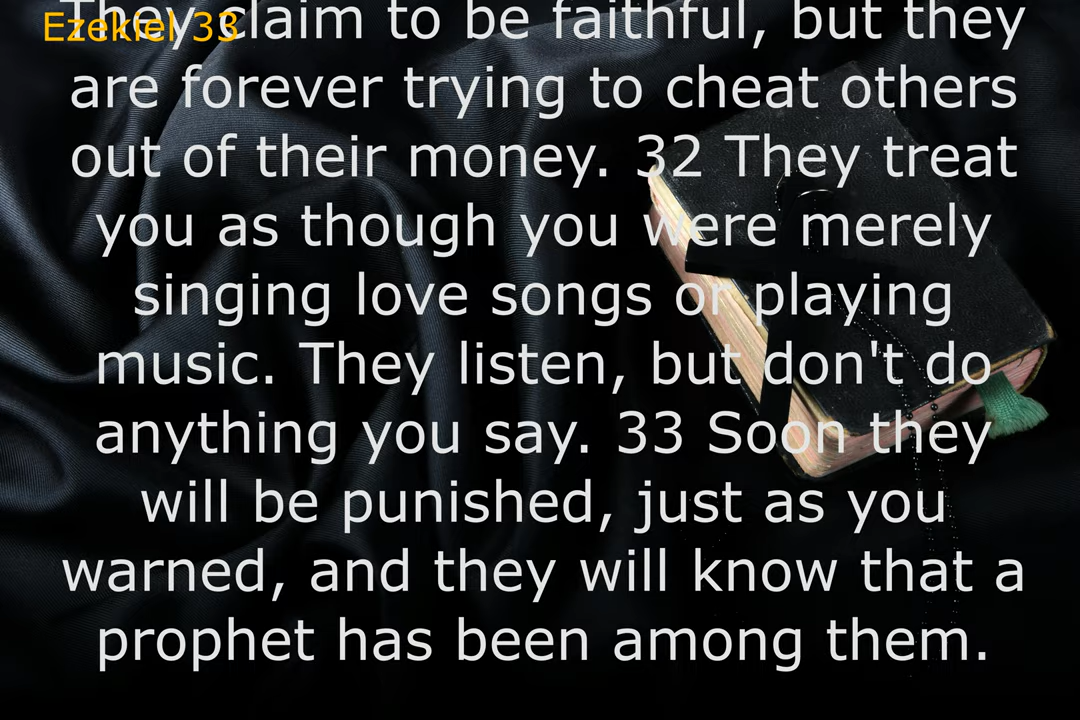 Ezekiel 33
They claim to be faithful, but they
are forever trying to cheat others
out of their money. 32 They treat
you as though you were merely
singing love songs or playing
music. They listen, but don't do
anything you say. 33 Soon they
will be punished, just as you
warned, and they will know that a
prophet has been among them.